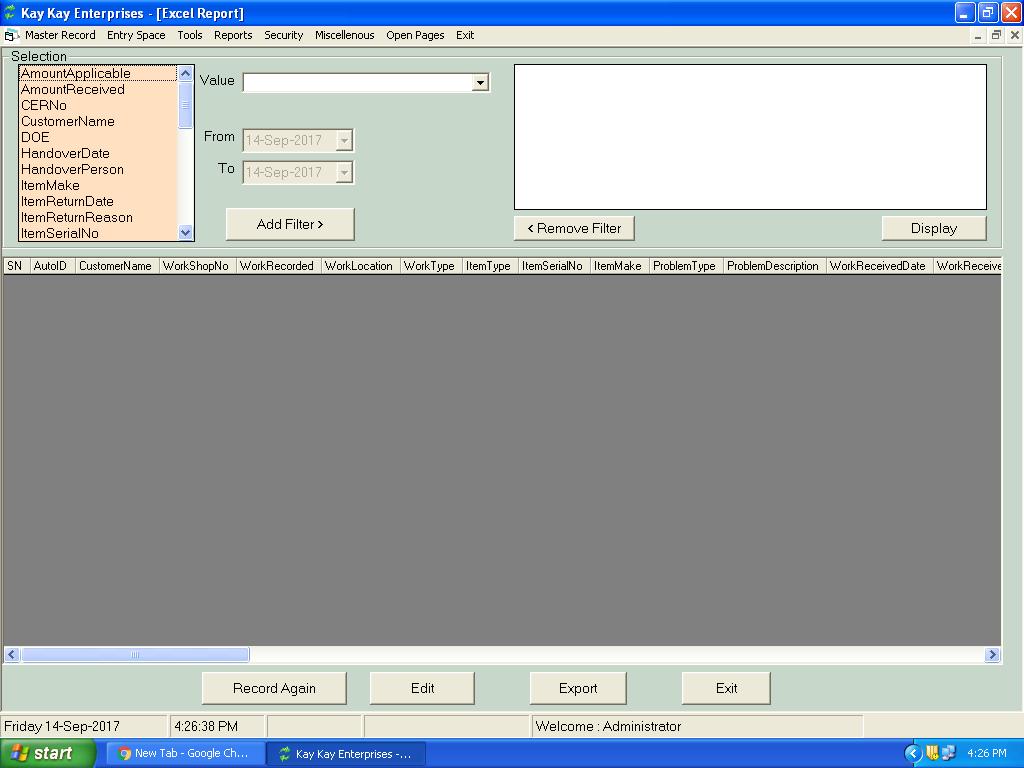 Kay Kay Enterprises - [Excel Report]
Master Record Entry Space Tools Reports Security Miscellenous Open Pages Exit
Selection
AmountApplicable
AmountReceived
CERNo
CustomerName
DOE
HandoverDate
HandoverPerson
ItemMake
ItemReturnDate
ItemReturnReason
ItemSerialNo
Value
From 14-Sep-2017
To 14-Sep-2017
Add Filter >
< Remove Filter
Display
SN AutoID CustomerName WorkShopNo WorkRecorded WorkLocation WorkType ItemType ItemSerialNo ItemMake ProblemType ProblemDescription WorkReceivedDate WorkReceive
Record Again Edit Export Exit
Friday 14-Sep-2017 4:26:38 PM Welcome : Administrator
start New Tab - Google Ch... Kay Kay Enterprises -... 4:26 PM